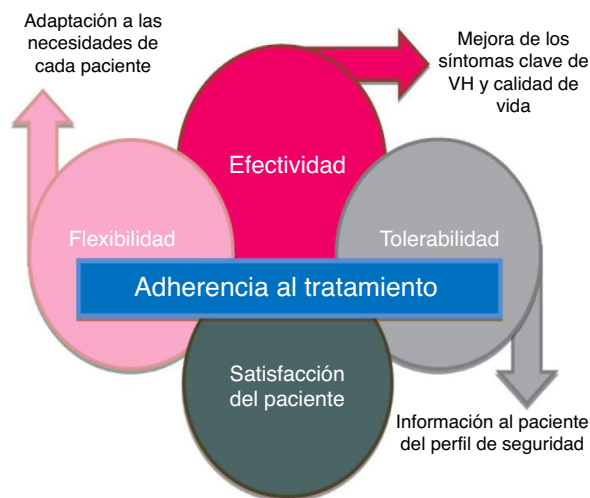 Adaptación a las
necesidades de
cada paciente
Mejora de los
síntomas clave de
VH y calidad de
vida
Efectividad
Flexibilidad
Tolerabilidad
Adherencia al tratamiento
Satisfacción
del paciente
Información al paciente
del perfil de seguridad